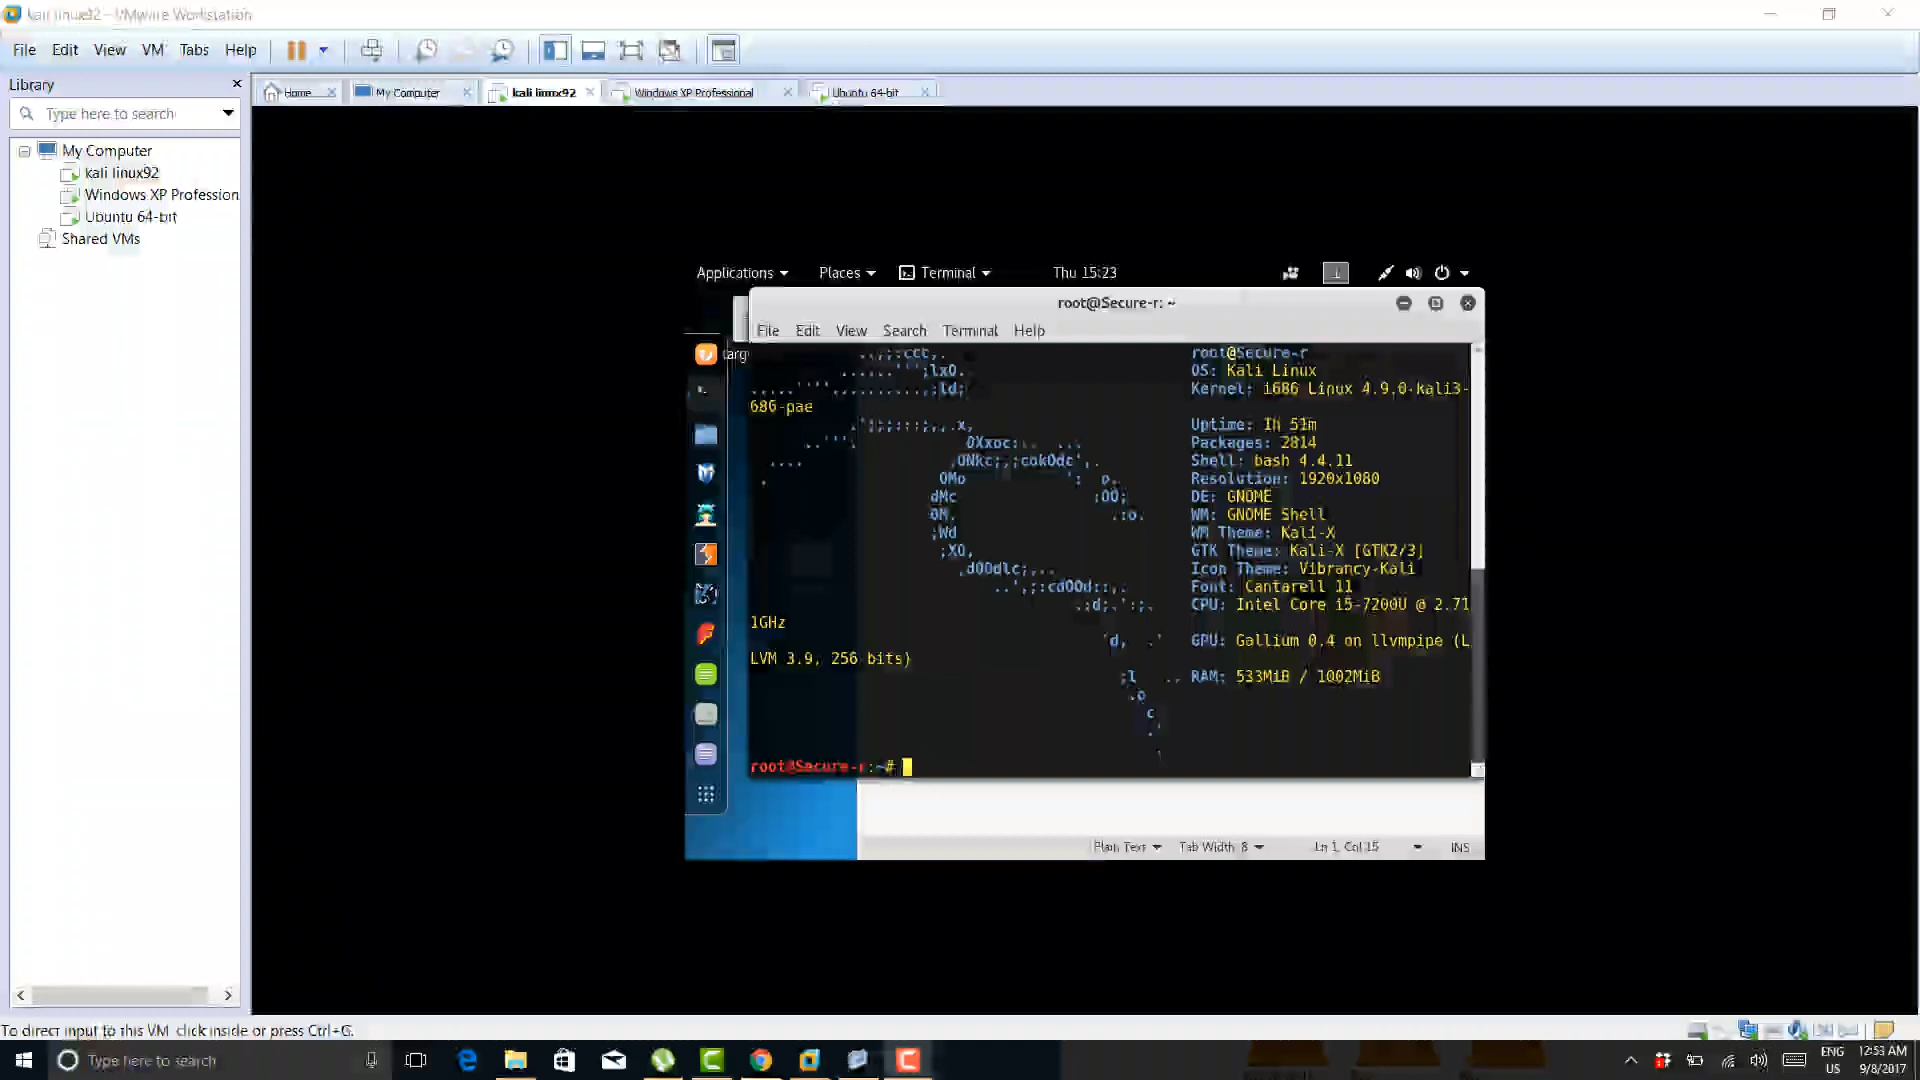 kali linux92 - VMware Workstation
File Edit View VM Tabs Help
Library
Type here to search
My Computer
kali linux92
Windows XP Profession
Ubuntu 64-bit
Shared VMs
Home
My Computer
kali linux92
Windows XP Professional
Ubuntu 64-bit
Applications Places Terminal Thu 15:23 1
root@Secure-r: ~
File Edit View Search Terminal Help
targ
root@Secure-r
OS: Kali Linux
Kernel: i686 Linux 4.9.0-kali3-
686-pae
Uptime: 1h 51m
Packages: 2814
Shell: bash 4.4.11
Resolution: 1920x1080
DE: GNOME
WM: GNOME Shell
WM Theme: Kali-X
GTK Theme: Kali-X [GTK2/3]
Icon Theme: Vibrancy-Kali
Font: Cantarell 11
CPU: Intel Core i5-7200U @ 2.71
1GHz
GPU: Gallium 0.4 on llvmpipe (L
LVM 3.9, 256 bits)
RAM: 533MiB / 1002MiB
root@Secure-r:~#
Plain Text Tab Width: 8 Ln 1, Col 15 INS
To direct input to this VM, click inside or press Ctrl+G.
Type here to search
ENG
US
12:53 AM
9/8/2017